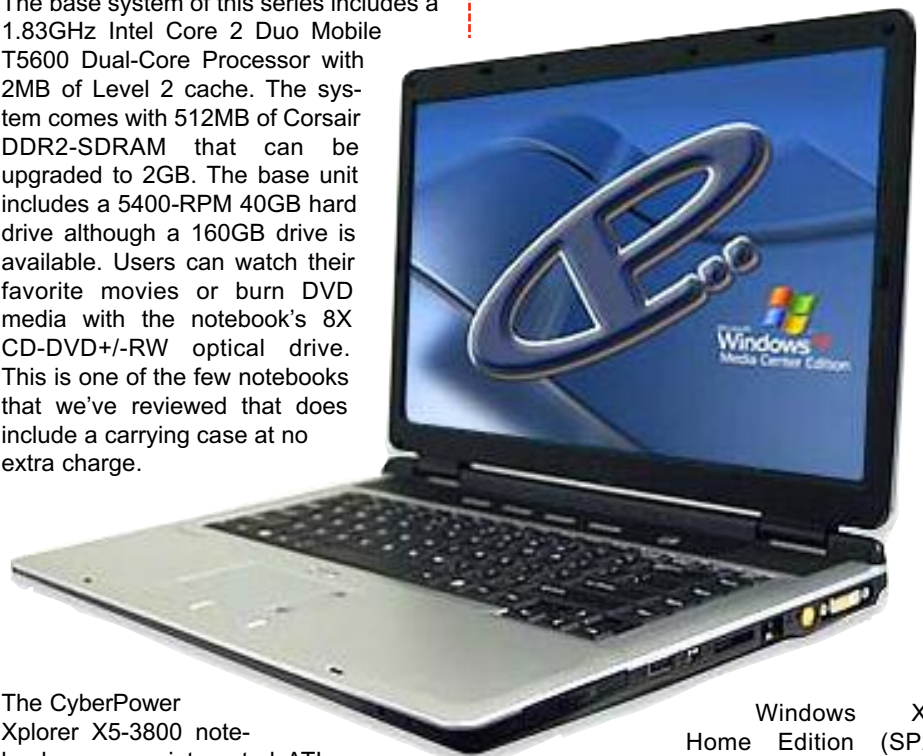 The base system of this series includes a
1.83GHz Intel Core 2 Duo Mobile
T5600 Dual-Core Processor with
2MB of Level 2 cache. The sys-
tem comes with 512MB of Corsair
DDR2-SDRAM that can be
upgraded to 2GB. The base unit
includes a 5400-RPM 40GB hard
drive although a 160GB drive is
available. Users can watch their
favorite movies or burn DVD
media with the notebook's 8X
CD-DVD+/-RW optical drive.
This is one of the few notebooks
that we've reviewed that does
include a carrying case at no
extra charge.
Microsoft
Windows XP
Media Center Edition
The CyberPower
Xplorer X5-3800 note-
Windows X
Home Edition (SP